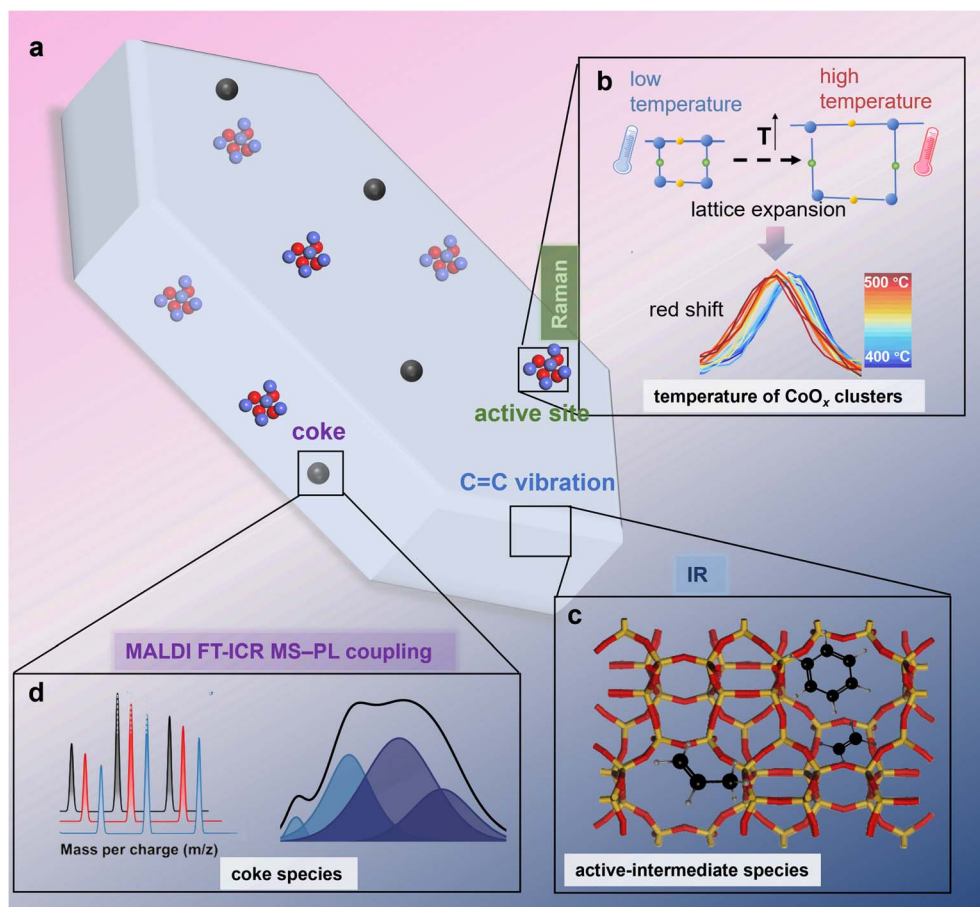 a
b
low
temperature
high
temperature
T
lattice expansion
red shift
500 °C
400 °C
temperature of CoOₓ clusters
Raman
active site
coke
C=C vibration
IR
MALDI FT-ICR MS–PL coupling
c
active-intermediate species
d
Mass per charge (m/z)
coke species